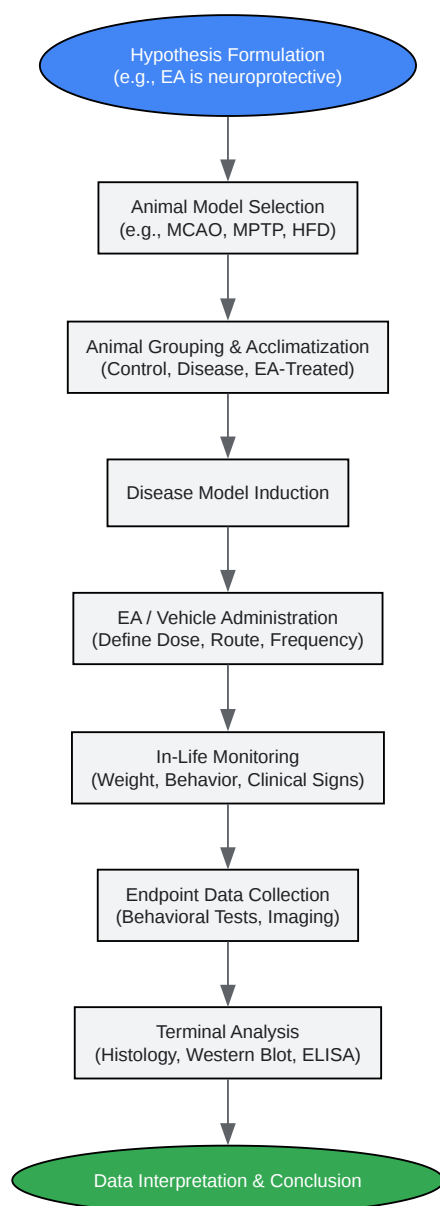 Hypothesis Formulation
(e.g., EA is neuroprotective)
Animal Model Selection
(e.g., MCAO, MPTP, HFD)
Animal Grouping & Acclimatization
(Control, Disease, EA-Treated)
Disease Model Induction
EA / Vehicle Administration
(Define Dose, Route, Frequency)
In-Life Monitoring
(Weight, Behavior, Clinical Signs)
Endpoint Data Collection
(Behavioral Tests, Imaging)
Terminal Analysis
(Histology, Western Blot, ELISA)
Data Interpretation & Conclusion